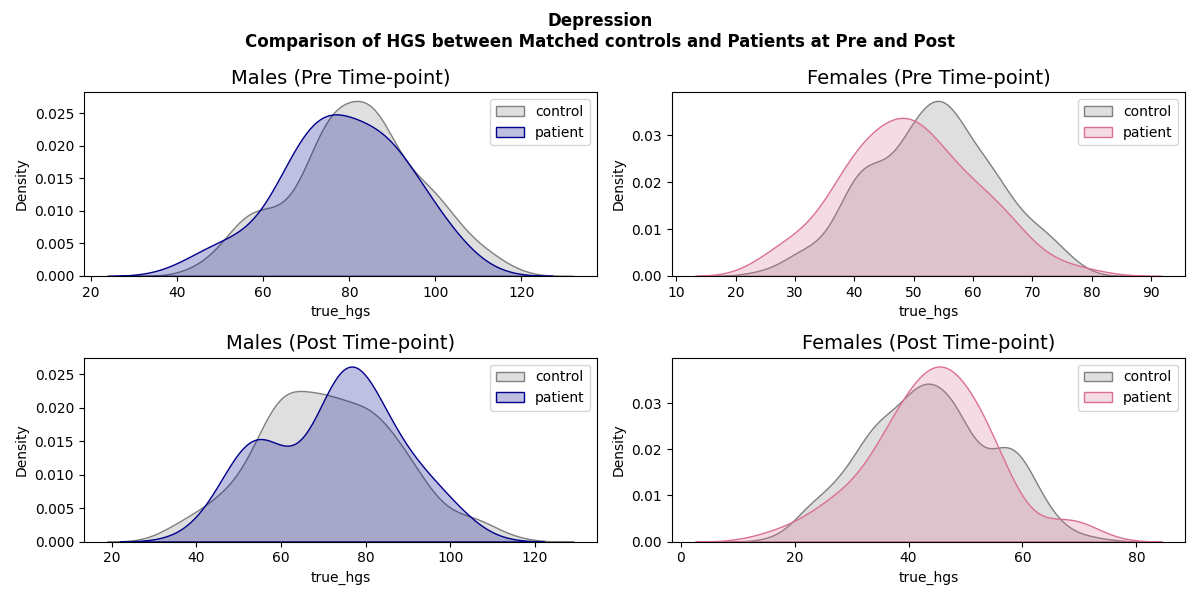 Depression
Comparison of HGS between Matched controls and Patients at Pre and Post
Males (Pre Time-point)
Density
0.025
0.020
0.015
0.010
0.005
0.000
20 40 60 80 100 120
true_hgs
control
patient
Females (Pre Time-point)
Density
0.03
0.02
0.01
0.00
10 20 30 40 50 60 70 80 90
true_hgs
control
patient
Males (Post Time-point)
Density
0.025
0.020
0.015
0.010
0.005
0.000
20 40 60 80 100 120
true_hgs
control
patient
Females (Post Time-point)
Density
0.03
0.02
0.01
0.00
0 20 40 60 80
true_hgs
control
patient